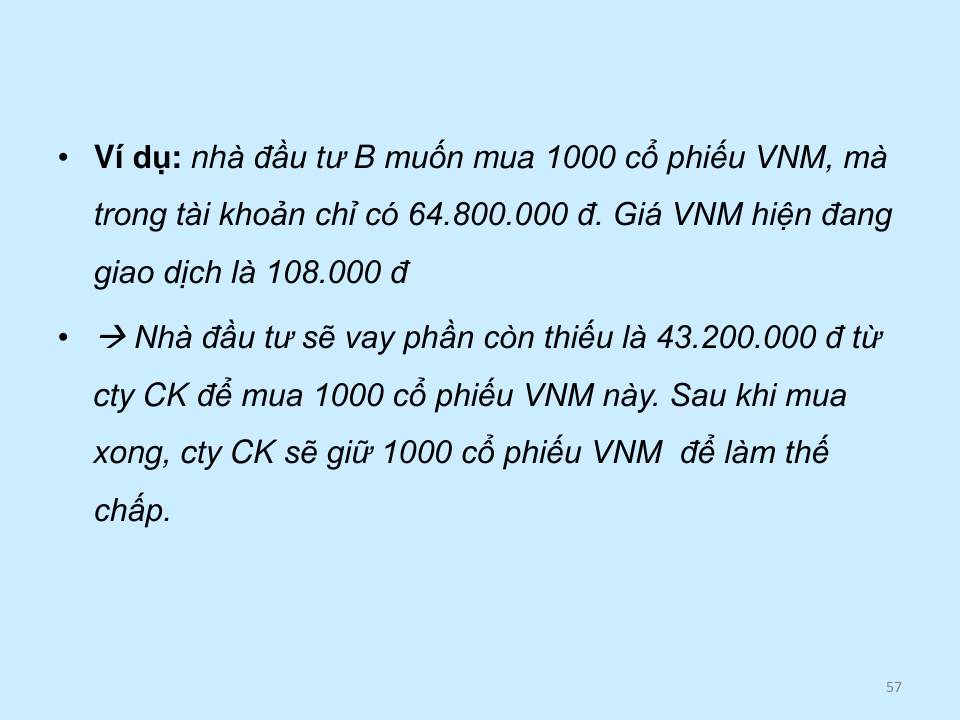 • Ví dụ: nhà đầu tư B muốn mua 1000 cổ phiếu VNM, mà
trong tài khoản chỉ có 64.800.000 đ. Giá VNM hiện đang
giao dịch là 108.000 đ
• → Nhà đầu tư sẽ vay phần còn thiếu là 43.200.000 đ từ
cty CK để mua 1000 cổ phiếu VNM này. Sau khi mua
xong, cty CK sẽ giữ 1000 cổ phiếu VNM  để làm thế
chấp.
57